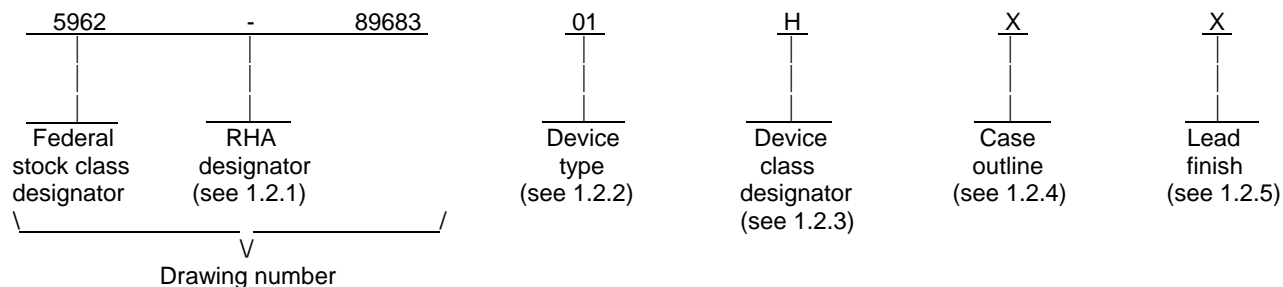 5962 - 89683 01 H X X
Federal stock class designator
RHA designator (see 1.2.1)
Device type (see 1.2.2)
Device class designator (see 1.2.3)
Case outline (see 1.2.4)
Lead finish (see 1.2.5)
Drawing number